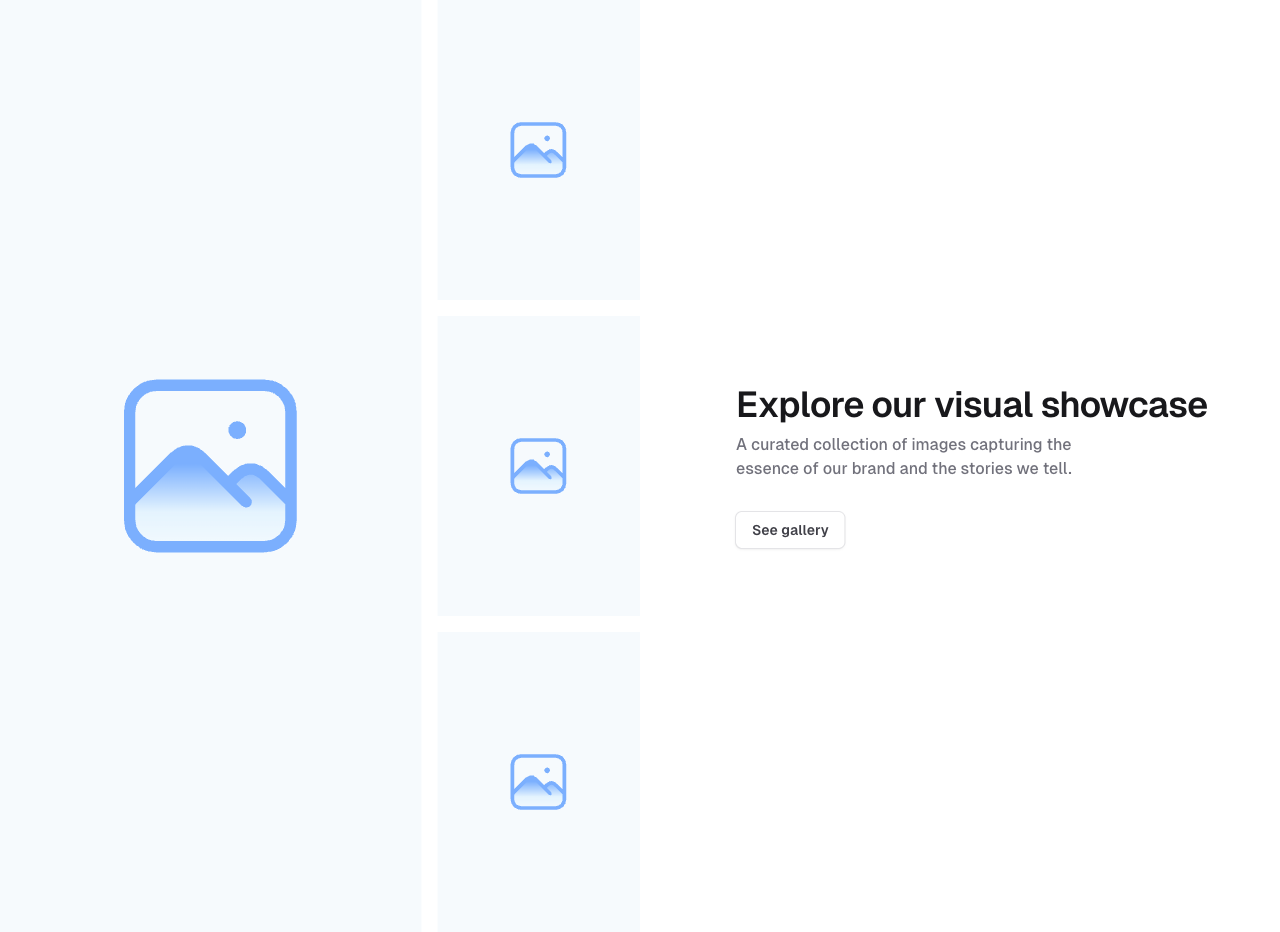 Explore our visual showcase
A curated collection of images capturing the
essence of our brand and the stories we tell.
See gallery